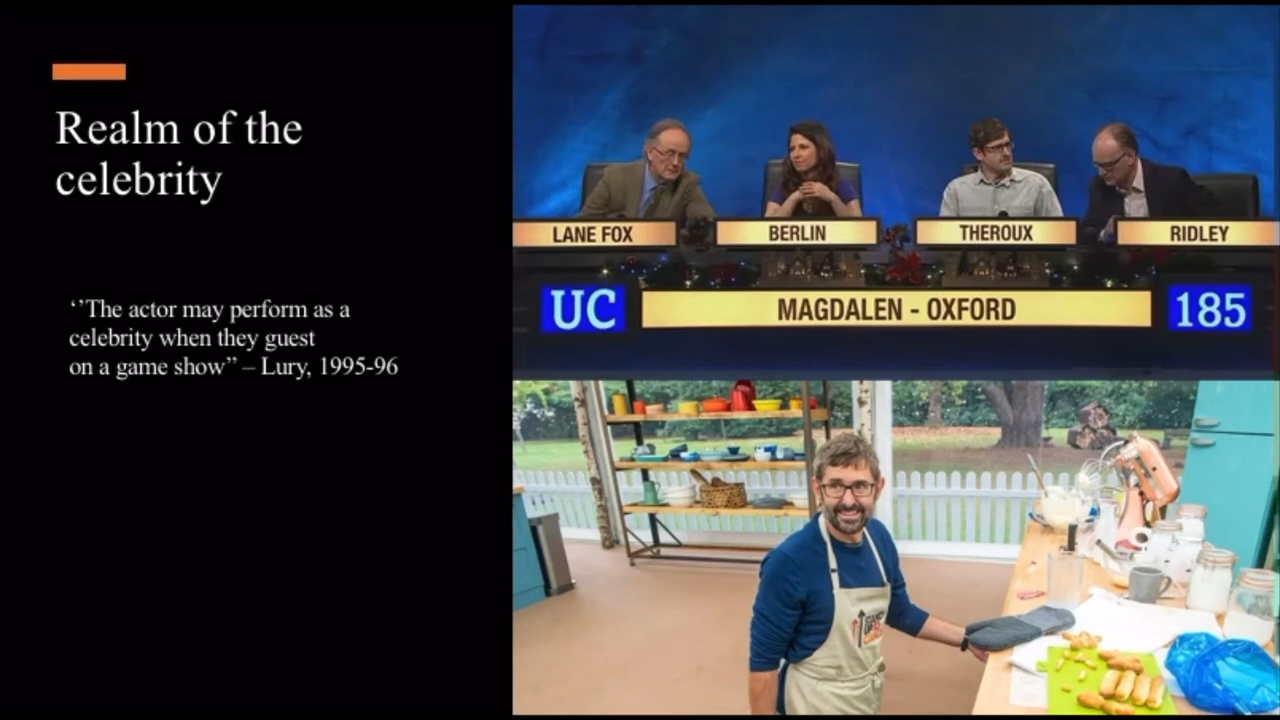 Realm of the
celebrity
‘’The actor may perform as a
celebrity when they guest
on a game show’’ – Lury, 1995-96
LANE FOX
BERLIN
THEROUX
RIDLEY
UC
MAGDALEN - OXFORD
185